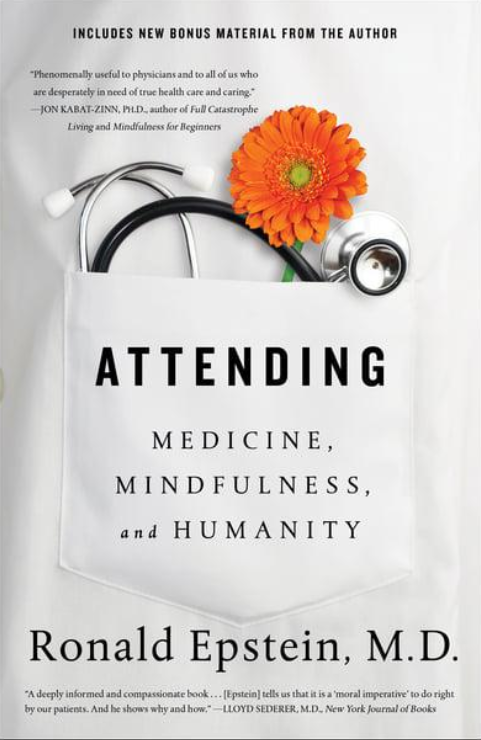 INCLUDES NEW BONUS MATERIAL FROM THE AUTHOR
"Phenomenally useful to physicians and to all of us who
are desperately in need of true health care and caring."
—JON KABAT-ZINN, PH.D., author of Full Catastrophe
Living and Mindfulness for Beginners
ATTENDING
MEDICINE,
MINDFULNESS,
and HUMANITY
Ronald Epstein, M.D.
"A deeply informed and compassionate book . . . [Epstein] tells us that it is a ‘moral imperative’ to do right
by our patients. And he shows why and how." —LLOYD SEDERER, M.D., New York Journal of Books